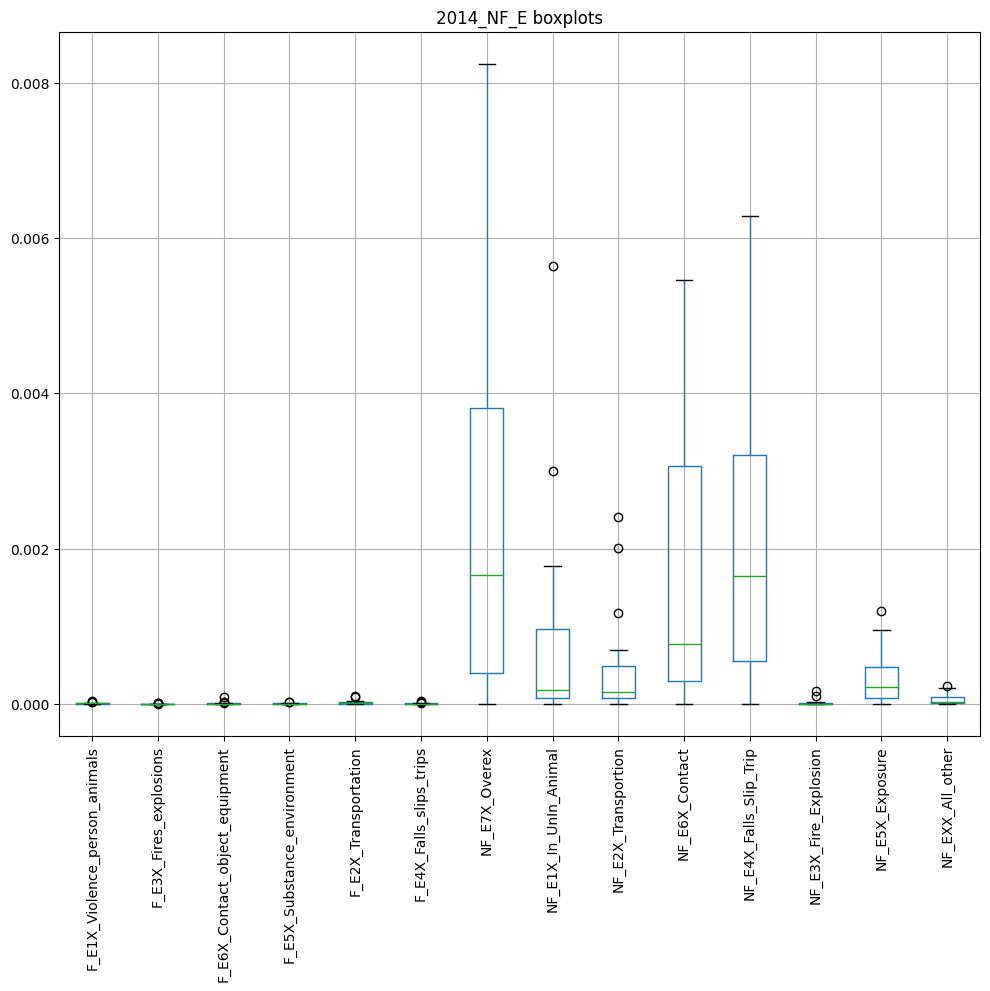 2014_NF_E boxplots
0.008
0.006
0.004
0.002
0.000
F_E1X_Violence_person_animals
F_E3X_Fires_explosions
F_E6X_Contact_object_equipment
F_E5X_Substance_environment
F_E2X_Transportation
F_E4X_Falls_slips_trips
NF_E7X_Overex
NF_E1X_In_UnIn_Animal
NF_E2X_Transportion
NF_E6X_Contact
NF_E4X_Falls_Slip_Trip
NF_E3X_Fire_Explosion
NF_E5X_Exposure
NF_EXX_All_other